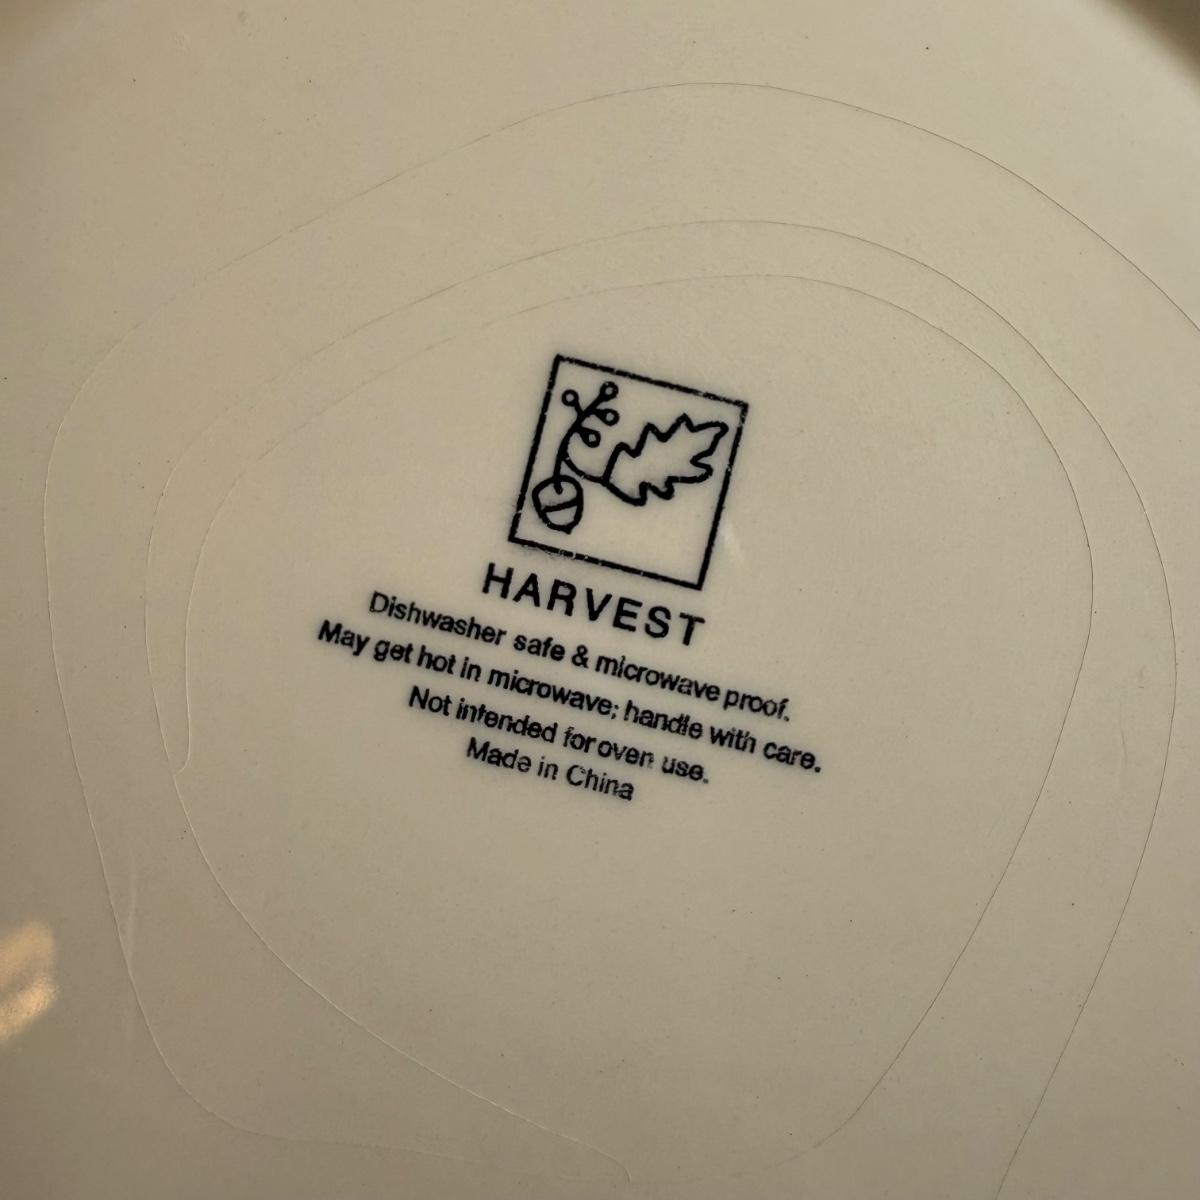 HARVEST
Dishwasher safe & microwave proof.
May get hot in microwave; handle with care.
Not intended for oven use.
Made in China